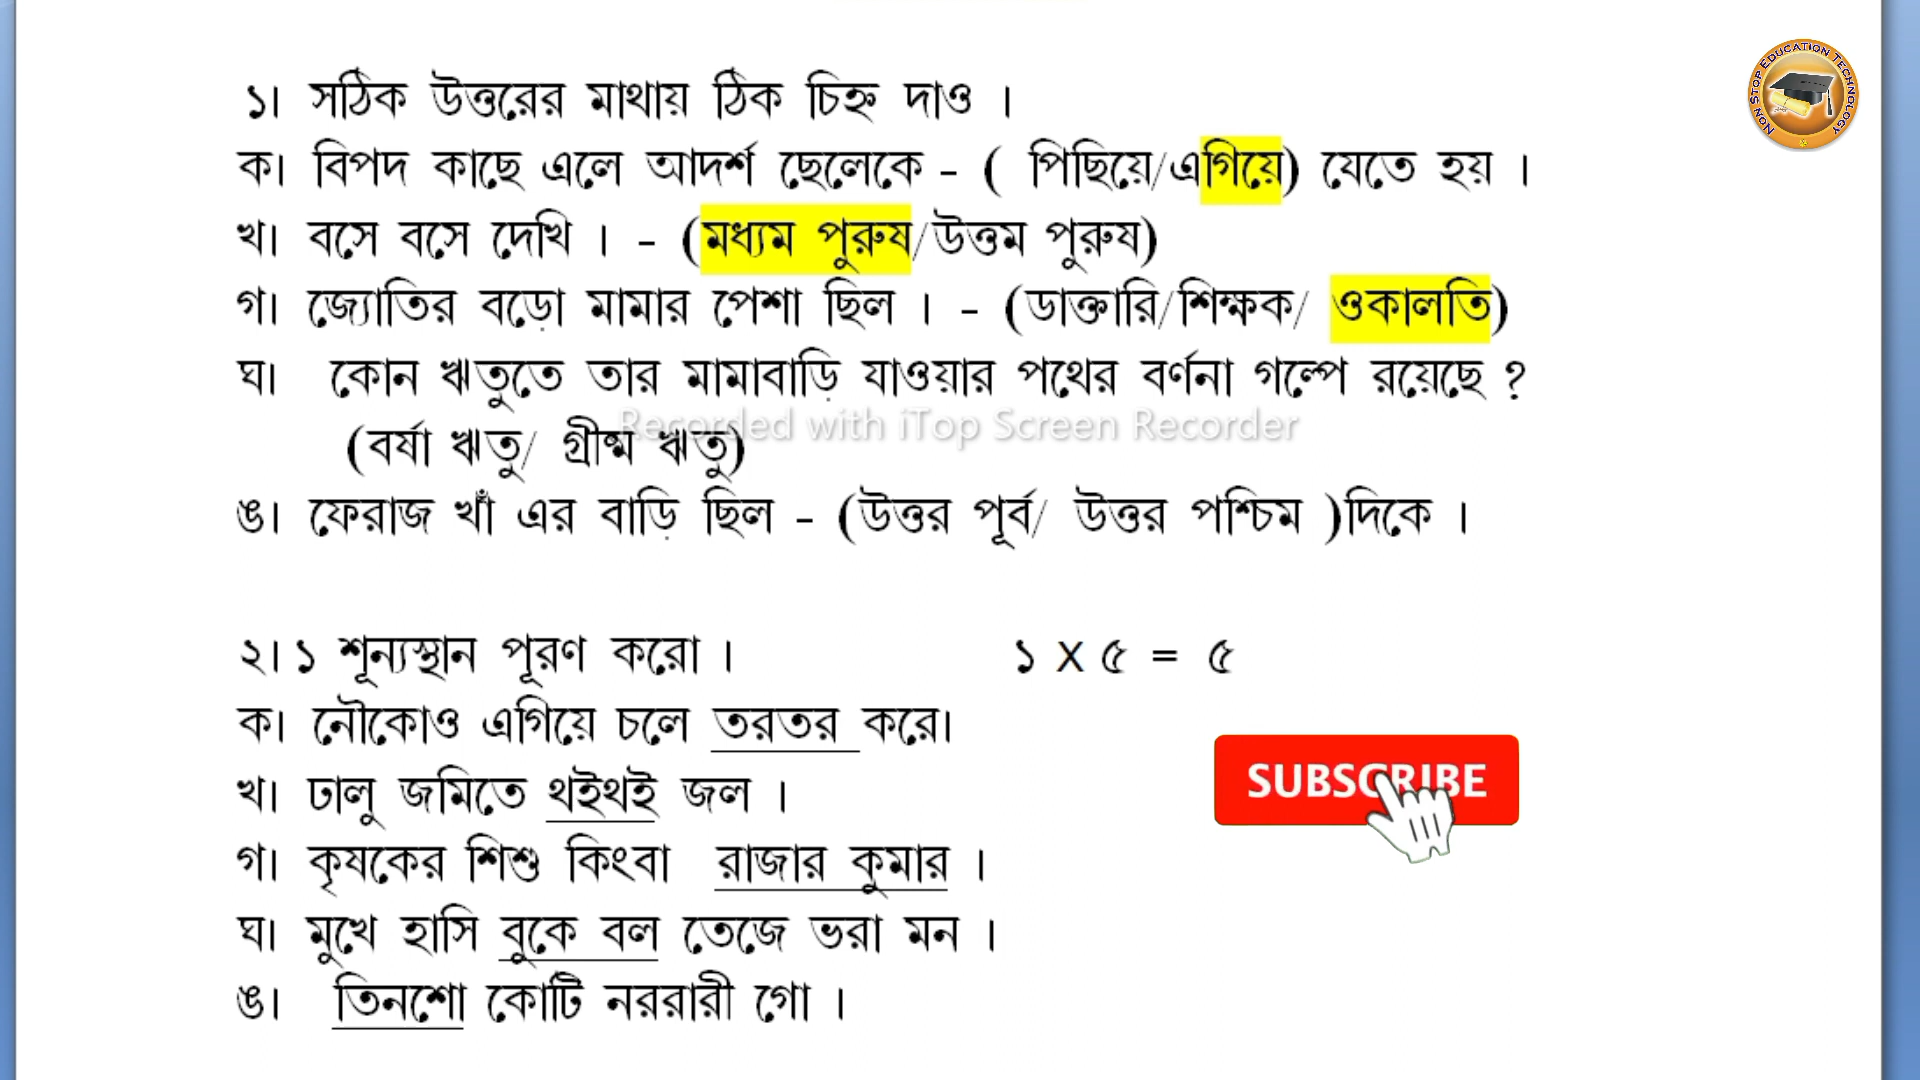 ১। সঠিক উত্তরের মাথায় ঠিক চিহ্ন দাও ।
ক। বিপদ কাছে এলে আদর্শ ছেলেকে - ( পিছিয়ে/এগিয়ে) যেতে হয় ।
খ। বসে বসে দেখি । - (মধ্যম পুরুষ/উত্তম পুরুষ)
গ। জ্যোতির বড়ো মামার পেশা ছিল । - (ডাক্তারি/শিক্ষক/ ওকালতি)
ঘ। কোন ঋতুতে তার মামাবাড়ি যাওয়ার পথের বর্ণনা গল্পে রয়েছে ?
Recorded with iTop Screen Recorder
(বর্ষা ঋতু/ গ্রীষ্ম ঋতু)
ঙ। ফেরাজ খাঁ এর বাড়ি ছিল - (উত্তর পূর্ব/ উত্তর পশ্চিম )দিকে ।
২। ১ শূন্যস্থান পূরণ করো । ১ X ৫ = ৫
ক। নৌকোও এগিয়ে চলে তরতর করে।
খ। ঢালু জমিতে থইথই জল ।
গ। কৃষকের শিশু কিংবা রাজার কুমার ।
ঘ। মুখে হাসি বুকে বল তেজে ভরা মন ।
ঙ। তিনশো কোটি নররারী গো ।
SUBSCRIBE
NON STOP EDUCATION TECHNOLOGY